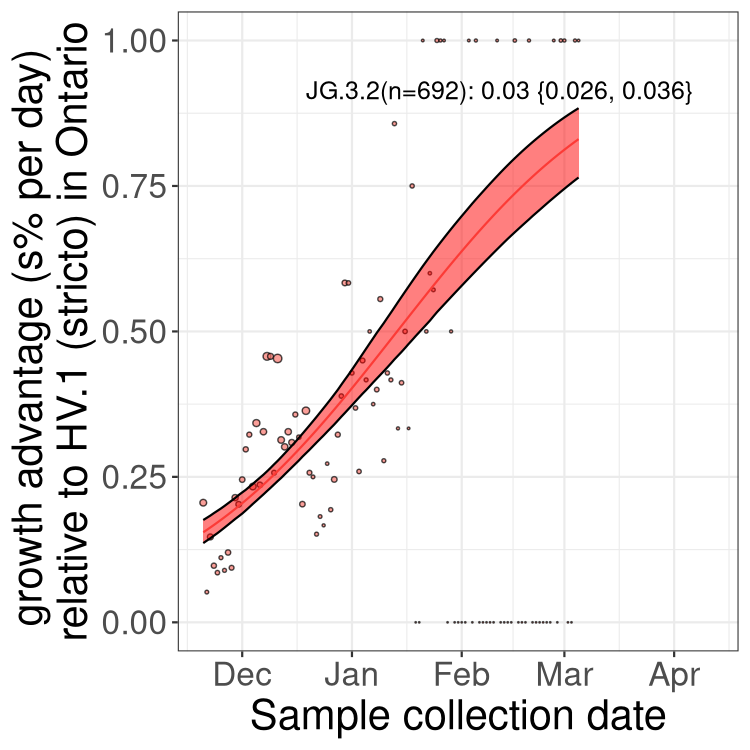 growth advantage (s% per day)
relative to HV.1 (stricto) in Ontario
1.00
0.75
0.50
0.25
0.00
JG.3.2(n=692): 0.03 {0.026, 0.036}
Dec Jan Feb Mar Apr
Sample collection date